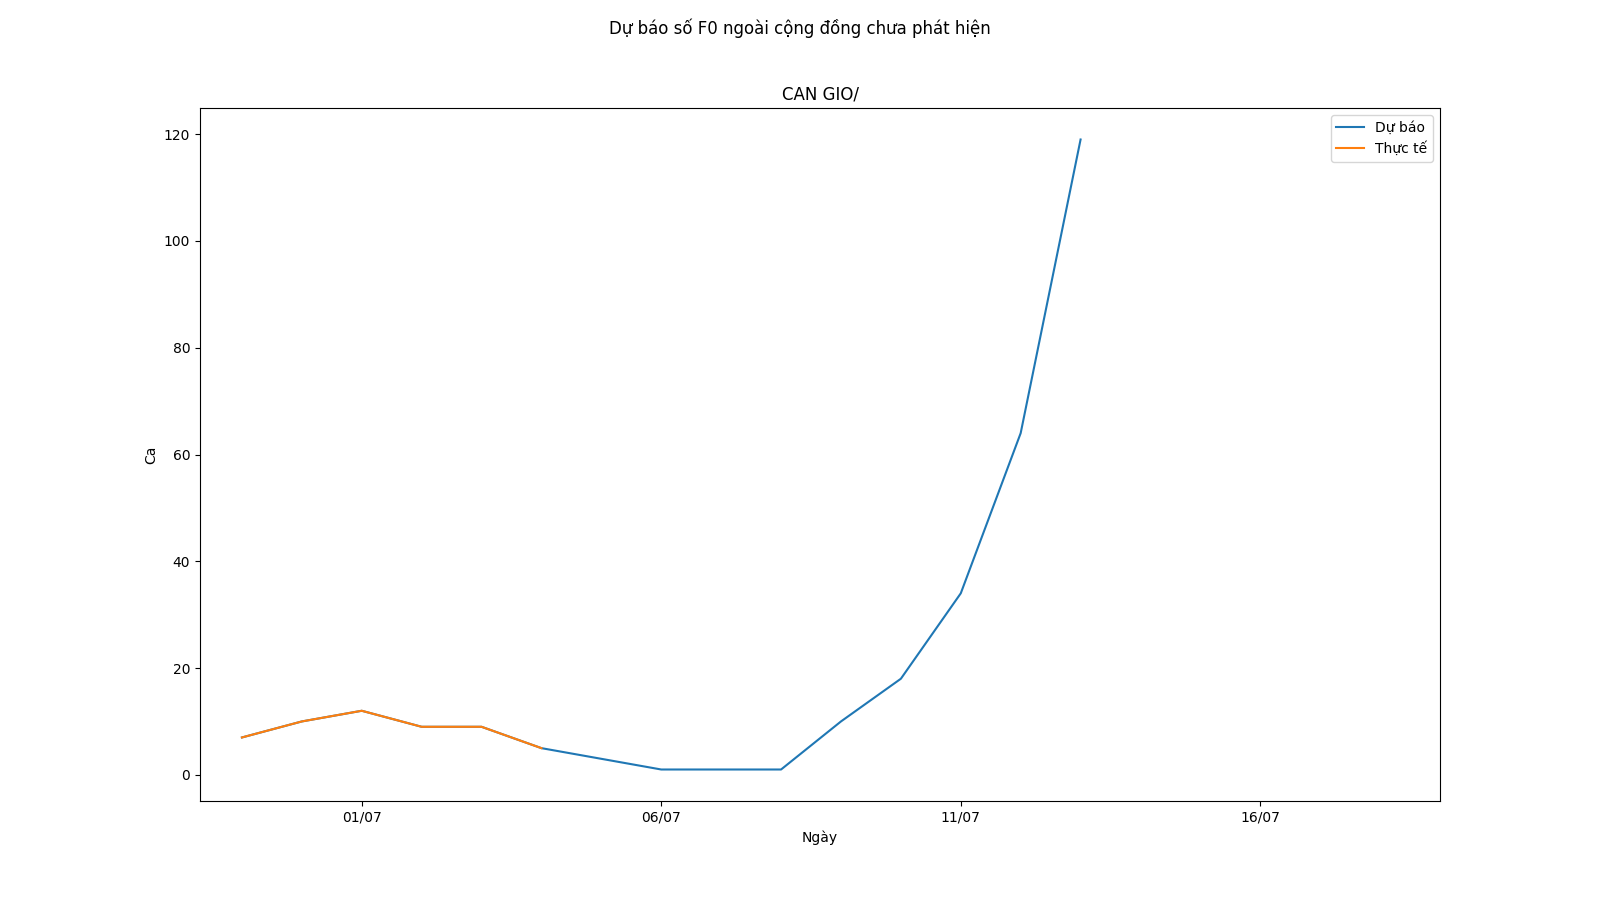 Dự báo số F0 ngoài cộng đồng chưa phát hiện
CAN GIO/
Dự báo
Thực tế
120
100
80
60
40
20
0
Ca
01/07
06/07
11/07
16/07
Ngày